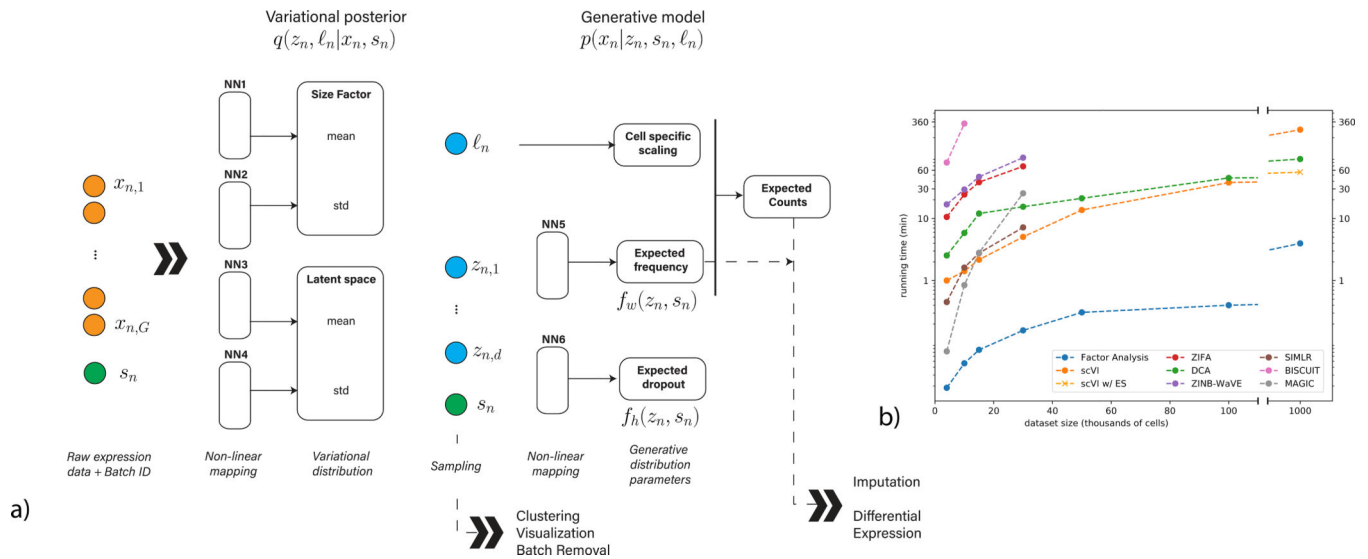 Variational posterior
q(z_n, ℓ_n|x_n, s_n)
Generative model
p(x_n|z_n, s_n, ℓ_n)
x_{n,1}
⋮
x_{n,G}
s_n
Raw expression
data + Batch ID
NN1
NN2
NN3
NN4
Non-linear
mapping
Size Factor
mean
std
Latent space
mean
std
Variational
distribution
ℓ_n
z_{n,1}
⋮
z_{n,d}
s_n
Sampling
NN5
NN6
Non-linear
mapping
Cell specific
scaling
Expected
frequency
f_w(z_n, s_n)
Expected
dropout
f_h(z_n, s_n)
Generative
distribution
parameters
Expected
Counts
Clustering
Visualization
Batch Removal
Imputation
Differential
Expression
a)
360
60
30
10
1
running time (min)
360
60
30
10
1
Factor Analysis
scVI
scVI w/ ES
ZIFA
DCA
ZINB-WaVE
SIMLR
BISCUIT
MAGIC
0 20 40 60 80 100 1000
dataset size (thousands of cells)
b)